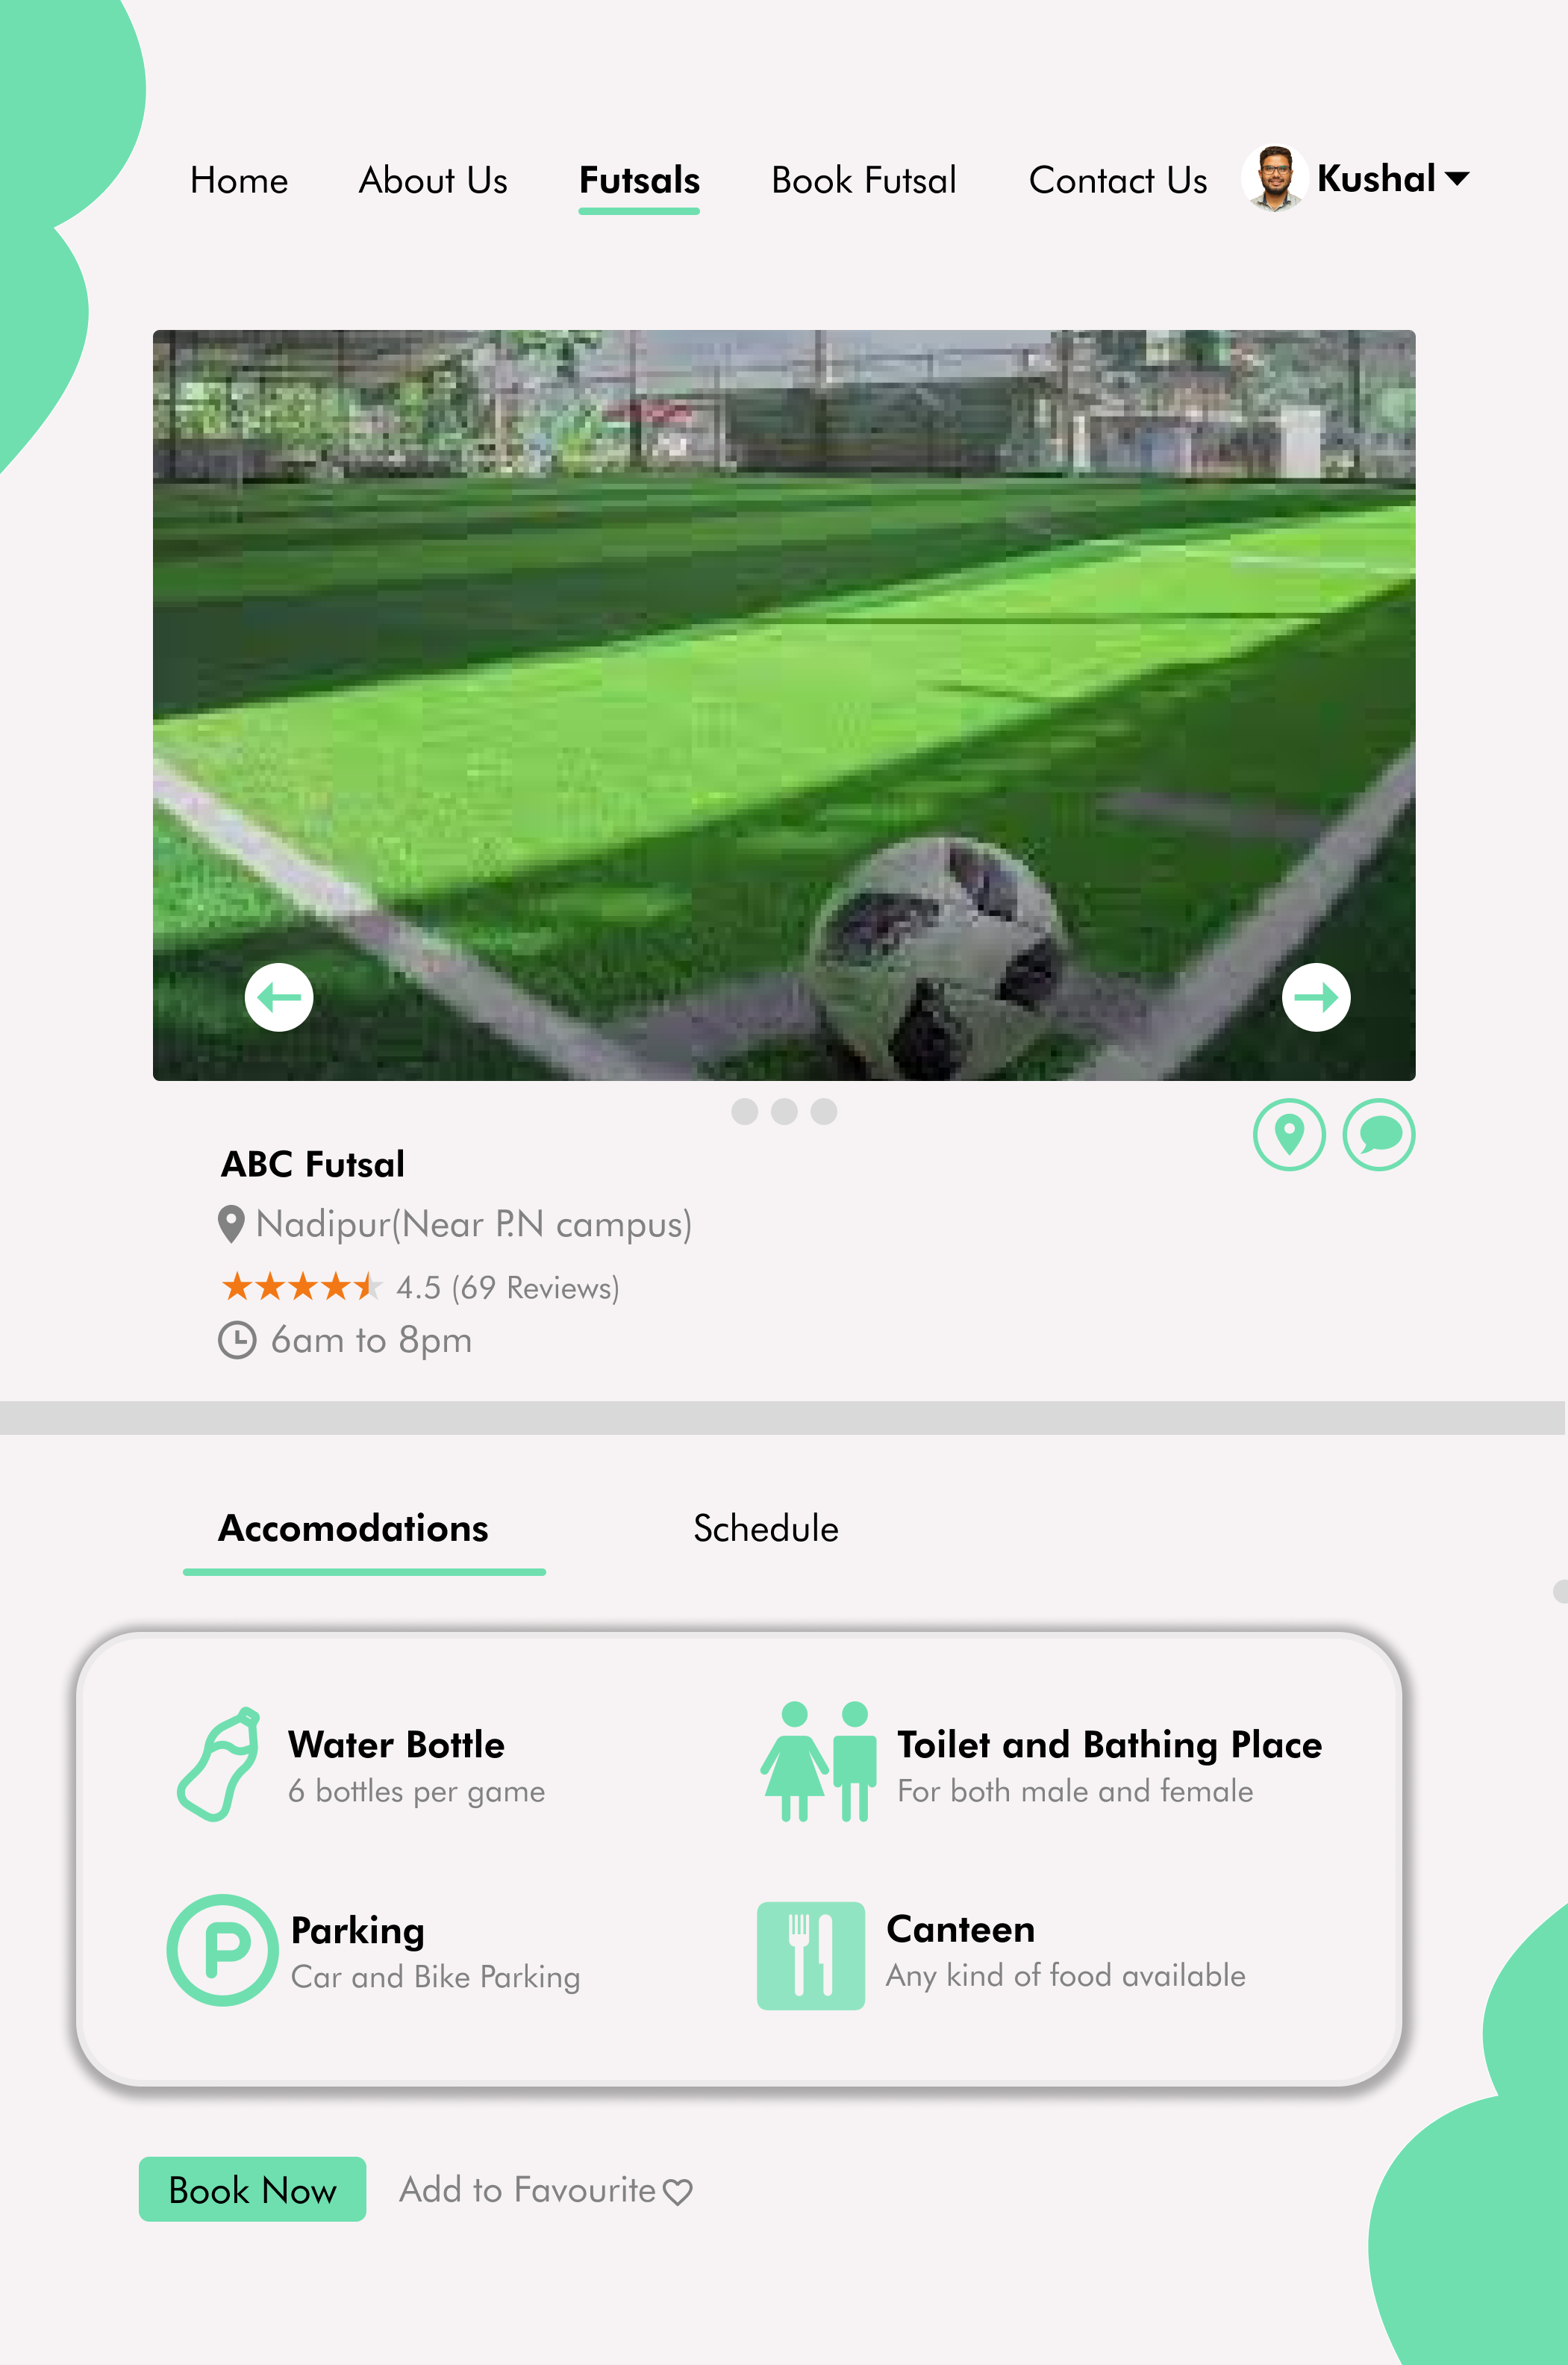 Home About Us Futsals Book Futsal Contact Us Kushal
ABC Futsal
Nadipur(Near P.N campus)
4.5 (69 Reviews)
6am to 8pm
Accomodations Schedule
Water Bottle
6 bottles per game
Toilet and Bathing Place
For both male and female
P
Parking
Car and Bike Parking
Canteen
Any kind of food available
Book Now Add to Favourite